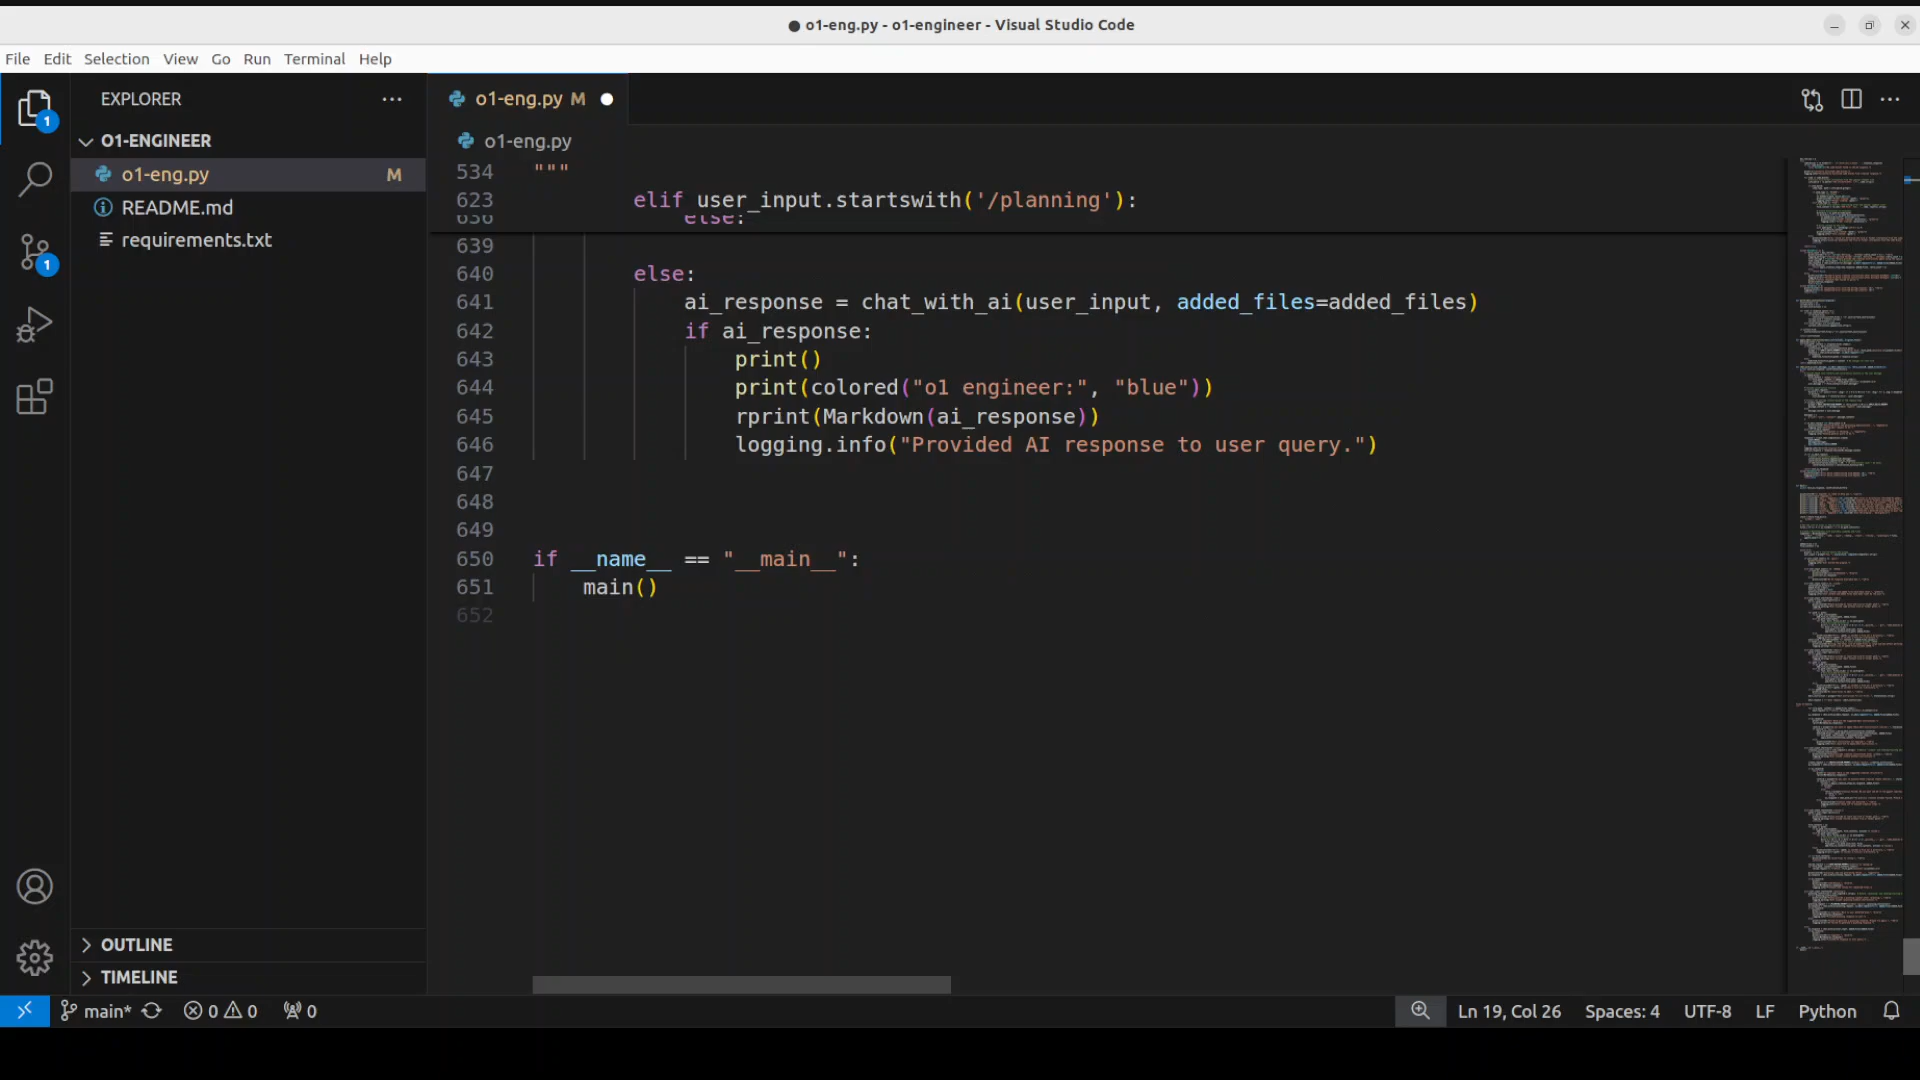 ● o1-eng.py - o1-engineer - Visual Studio Code
File Edit Selection View Go Run Terminal Help
EXPLORER
O1-ENGINEER
o1-eng.py M
README.md
requirements.txt
OUTLINE
TIMELINE
1
1
o1-eng.py M
o1-eng.py
534 """
623 elif user_input.startswith('/planning'):
636 else:
639
640 else:
641 ai_response = chat_with_ai(user_input, added_files=added_files)
642 if ai_response:
643 print()
644 print(colored("o1 engineer:", "blue"))
645 rprint(Markdown(ai_response))
646 logging.info("Provided AI response to user query.")
647
648
649
650 if __name__ == "__main__":
651 main()
652
main* 0 0 0 Ln 19, Col 26 Spaces: 4 UTF-8 LF Python